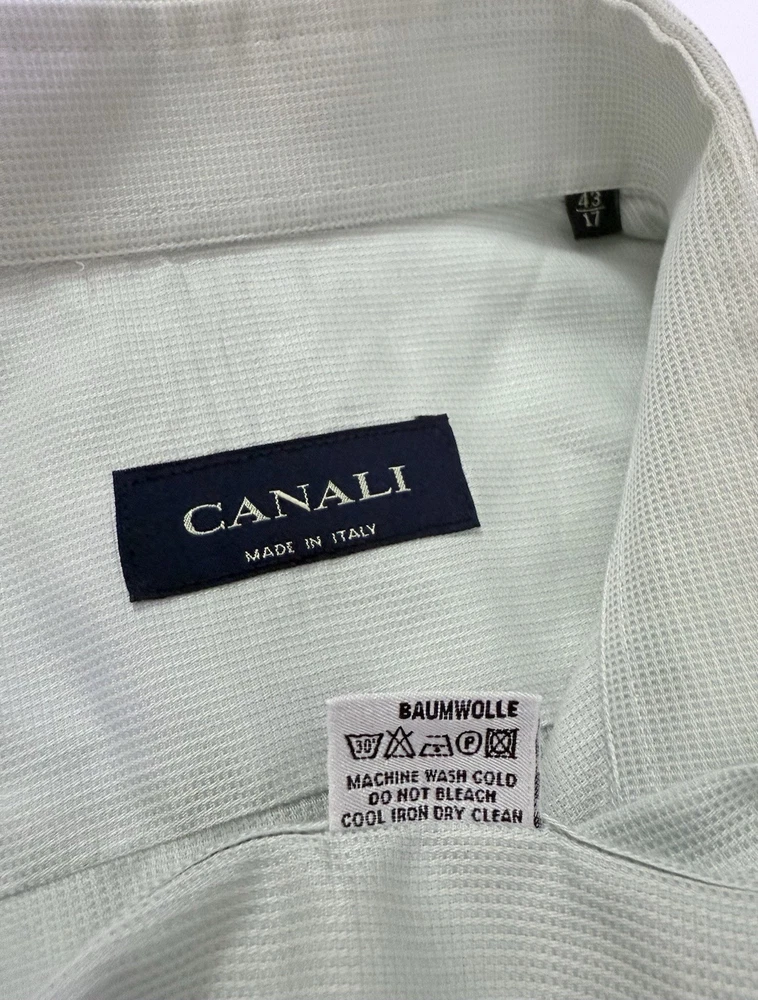 43
17
CANALI
MADE IN ITALY
BAUMWOLLE
30° P
MACHINE WASH COLD
DO NOT BLEACH
COOL IRON DRY CLEAN